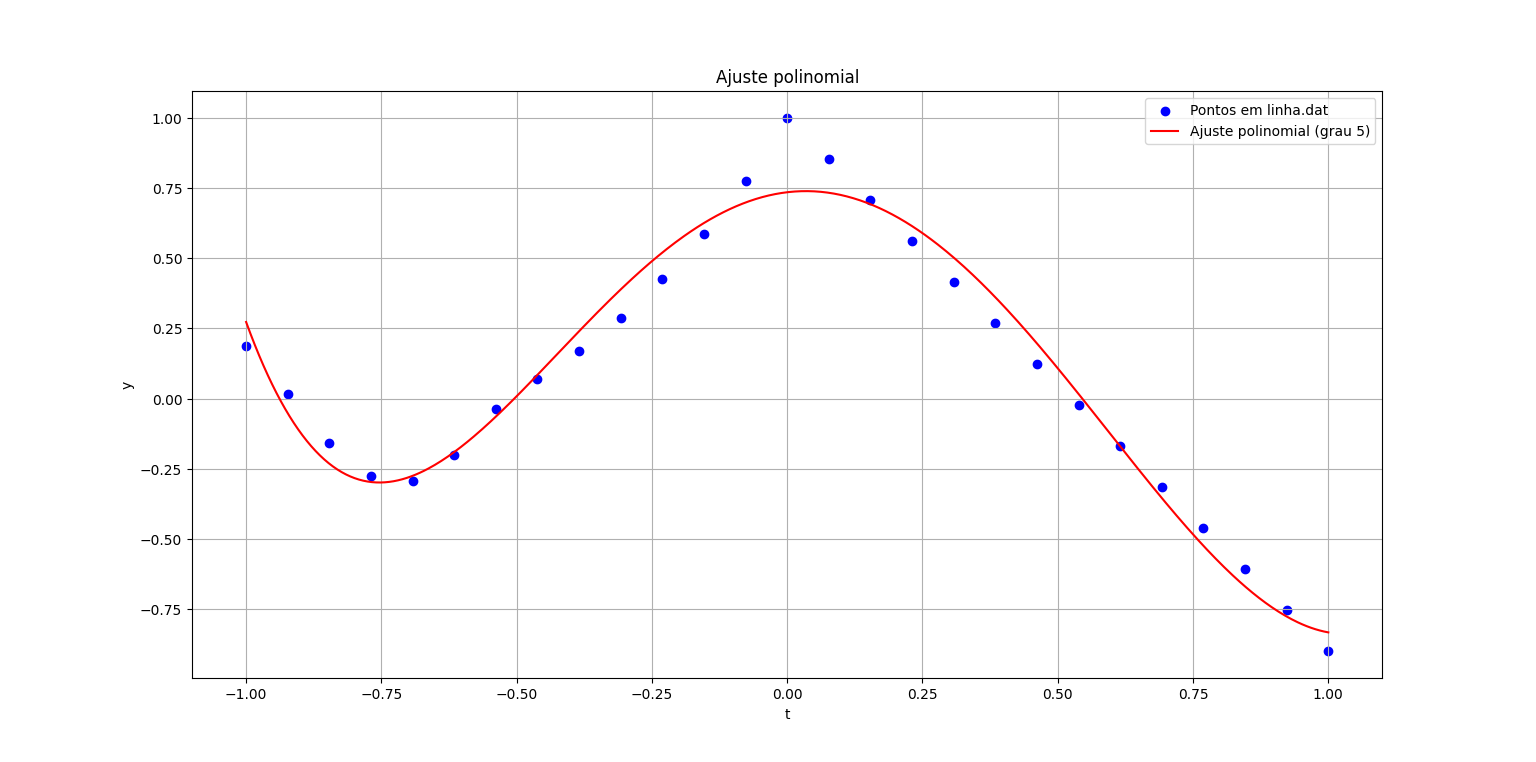 Ajuste polinomial
Pontos em linha.dat
Ajuste polinomial (grau 5)
1.00
0.75
0.50
0.25
0.00
−0.25
−0.50
−0.75
y
−1.00 −0.75 −0.50 −0.25 0.00 0.25 0.50 0.75 1.00
t